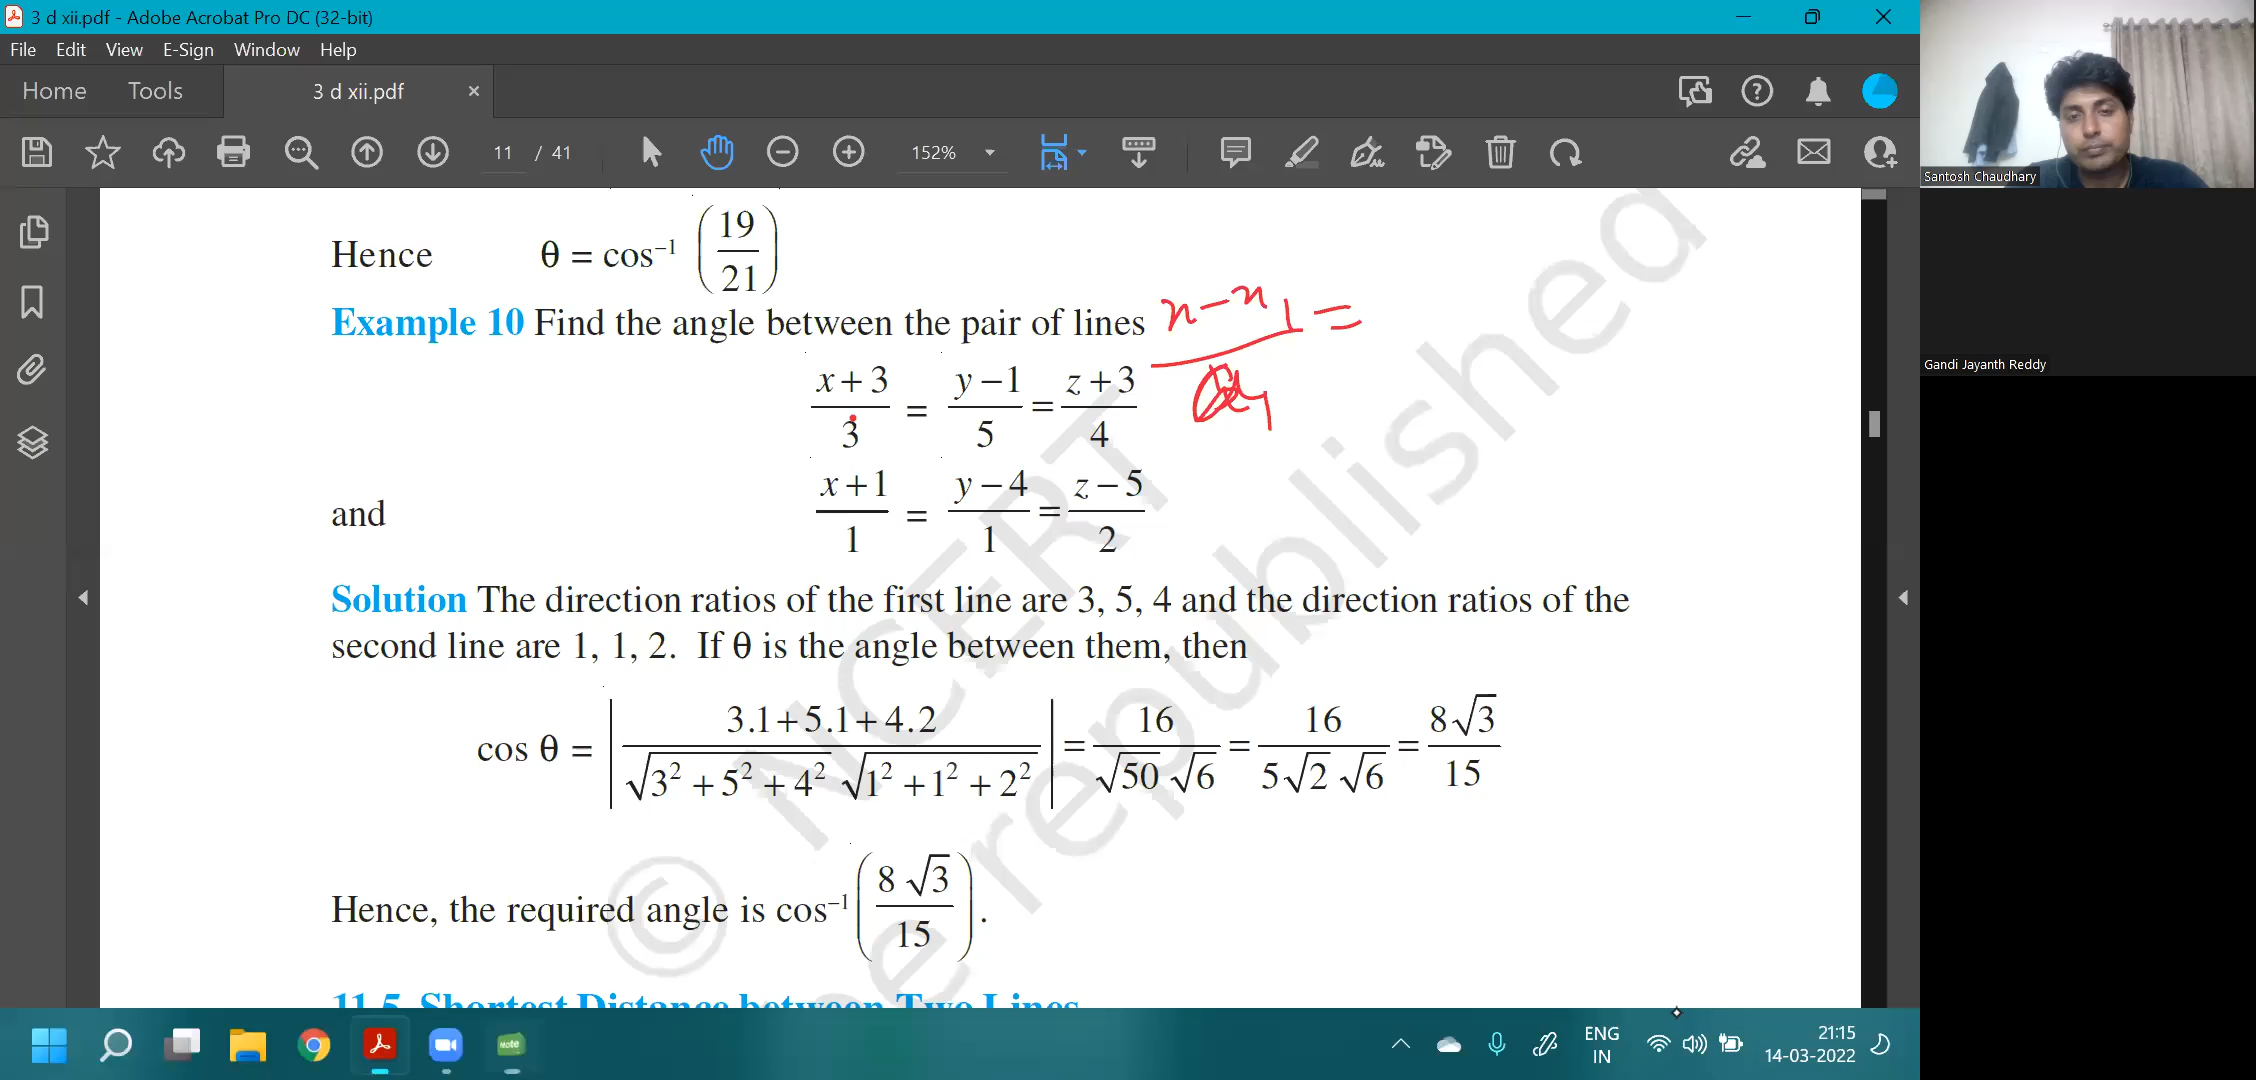 3 d xii.pdf - Adobe Acrobat Pro DC (32-bit)
File Edit View E-Sign Window Help
Home Tools 3 d xii.pdf ×
11 / 41 152%
Santosh Chaudhary
Gandi Jayanth Reddy
Hence θ = cos⁻¹ (19/21)
Example 10 Find the angle between the pair of lines
x – x₁ =
(x + 3)/3 = (y – 1)/5 = (z + 3)/4
and (x + 1)/1 = (y – 4)/1 = (z – 5)/2
Solution The direction ratios of the first line are 3, 5, 4 and the direction ratios of the
second line are 1, 1, 2. If θ is the angle between them, then
cos θ = |(3.1 + 5.1 + 4.2)/(√(3² + 5² + 4²) √(1² + 1² + 2²))| = 16/(√50 √6) = 16/(5√2 √6) = 8√3/15
Hence, the required angle is cos⁻¹ (8√3/15).
11.5 Shortest Distance between Two Lines
© NCERT
republished
Note
ENG
IN
21:15
14-03-2022